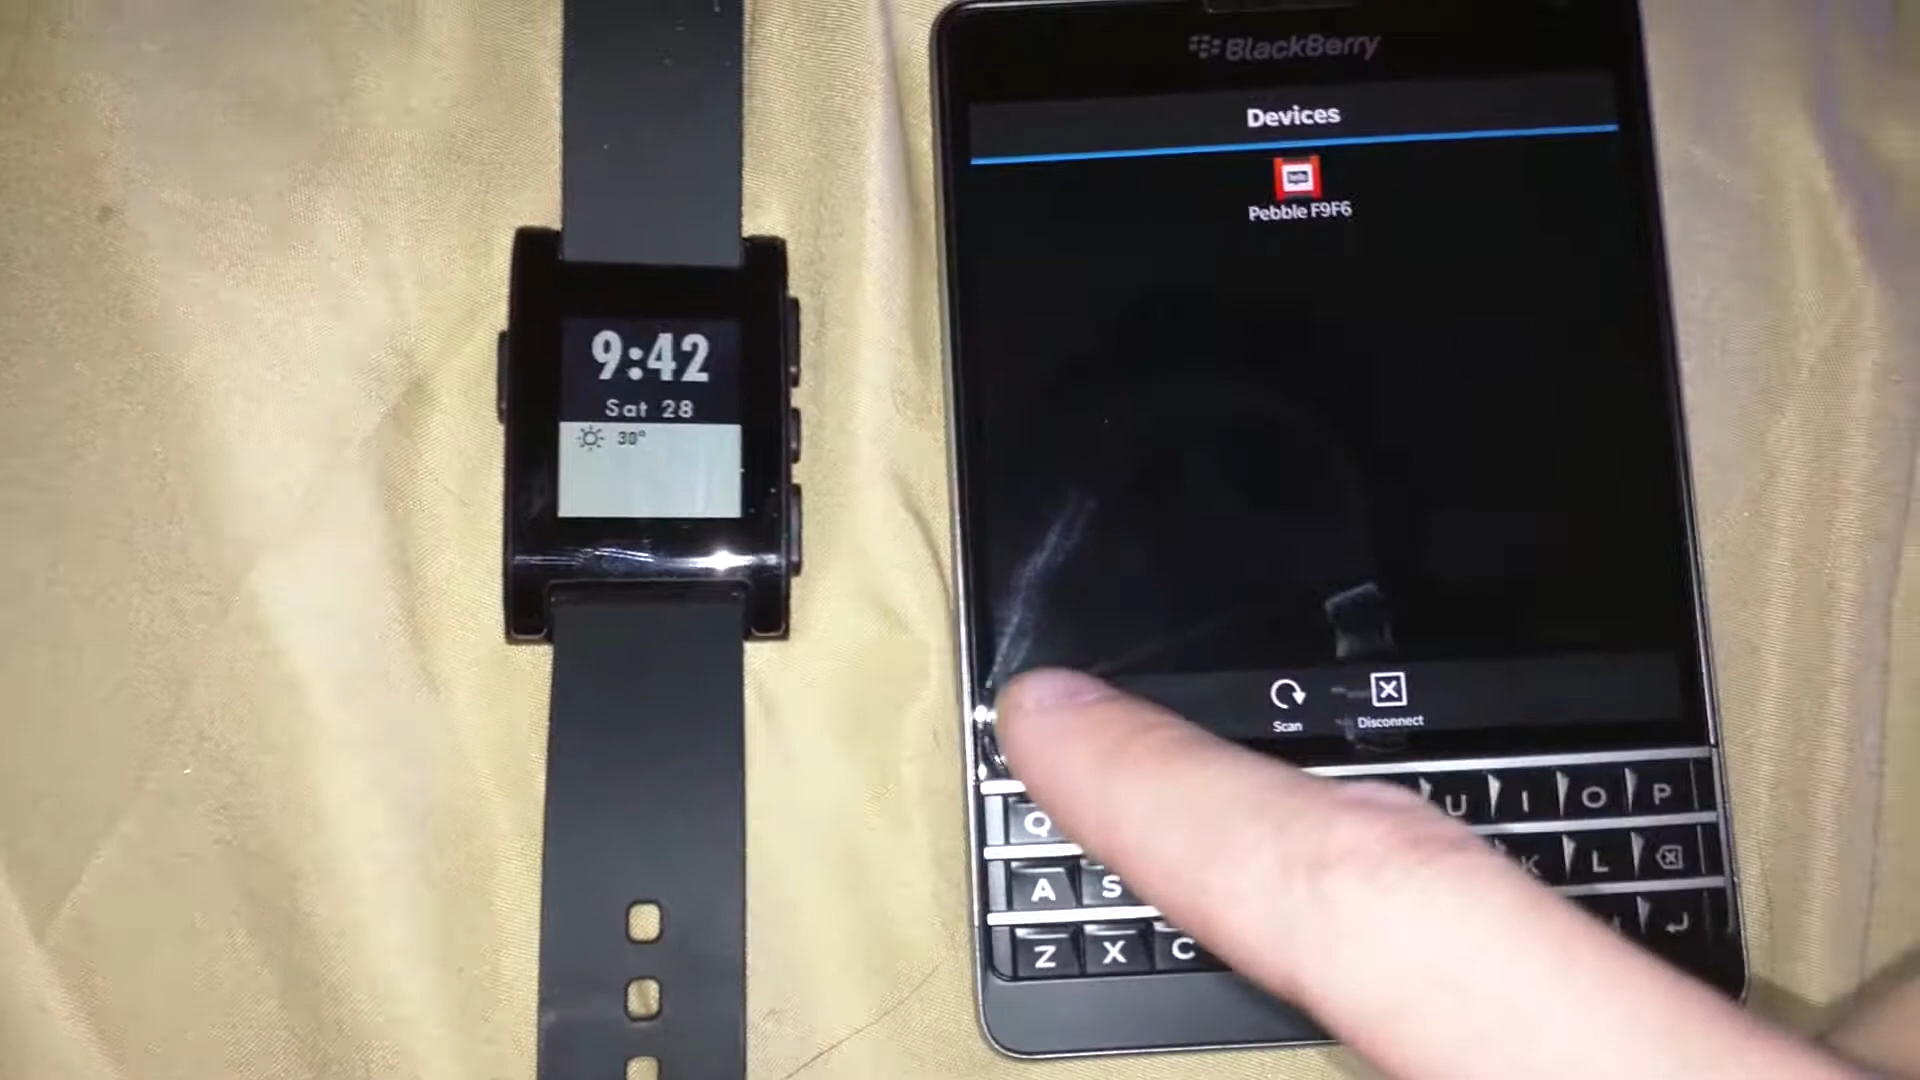 9:42
Sat 28
30°
BlackBerry
Devices
Pebble F9F6
Scan
Disconnect
Q U I O P
A S K L
Z X C